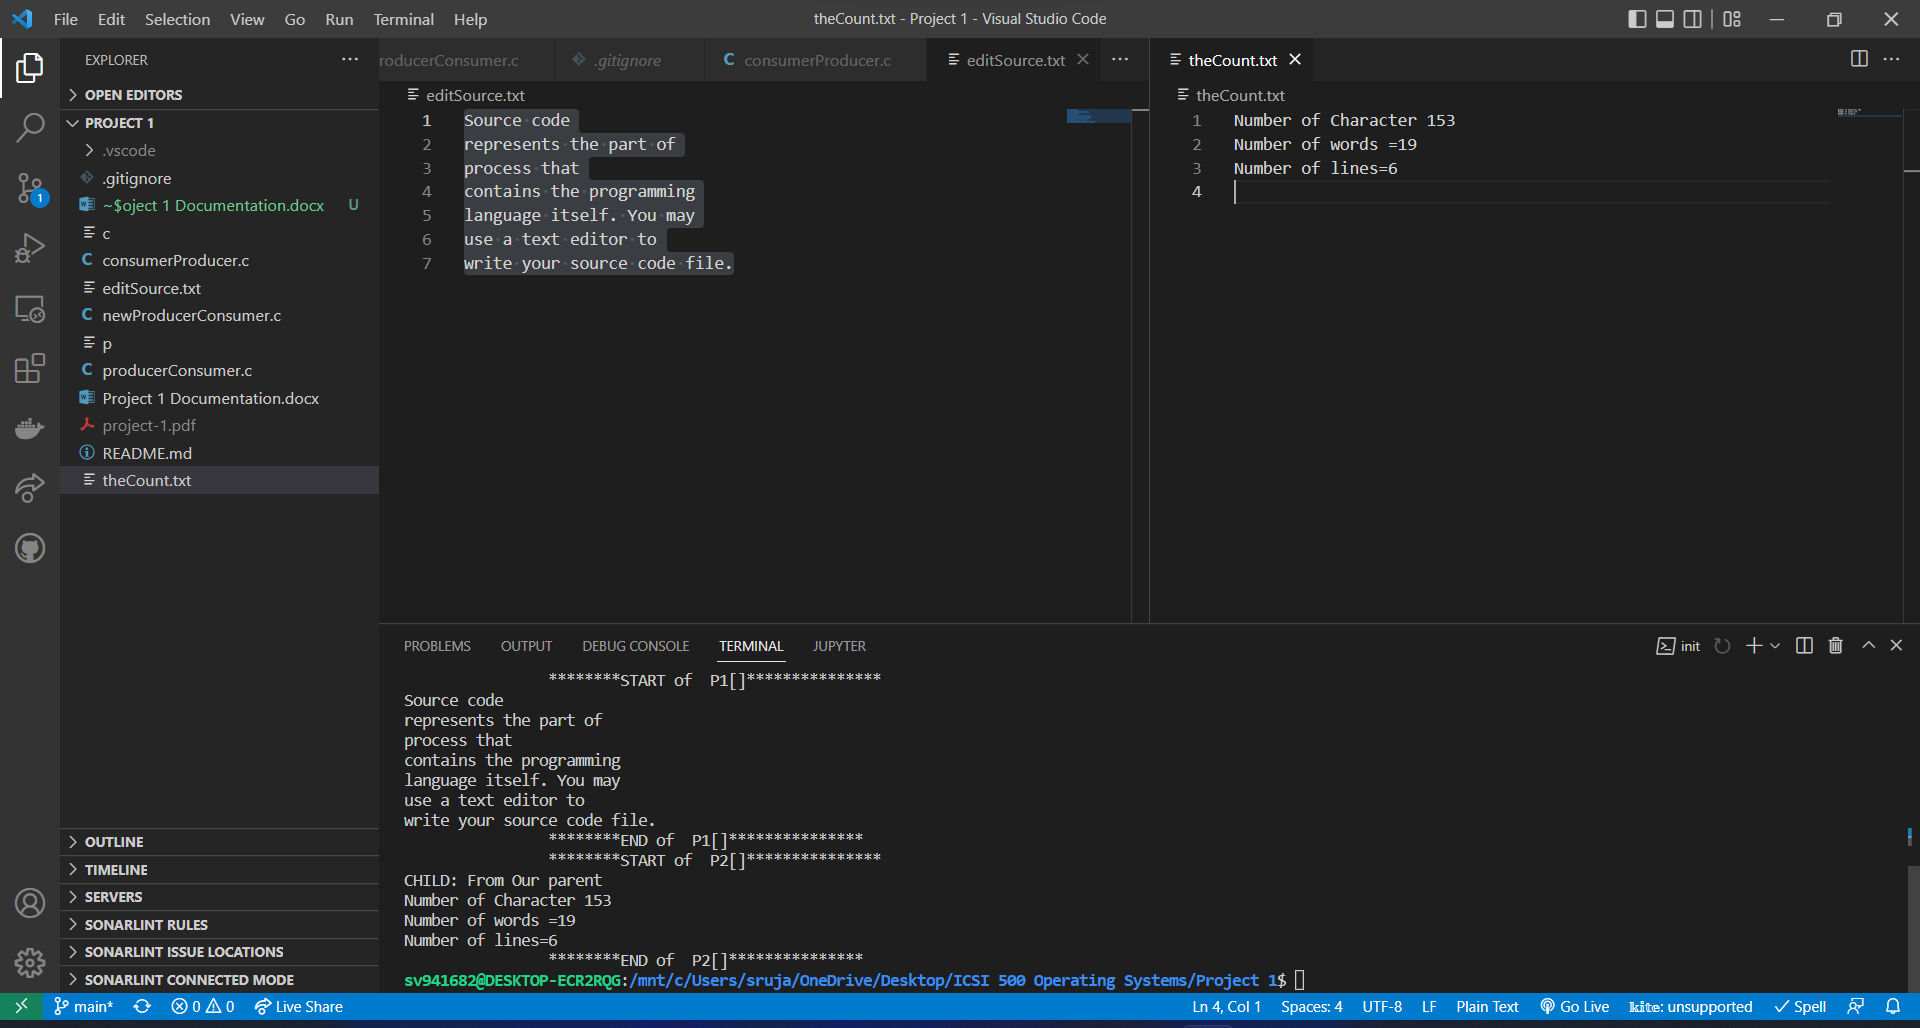 File Edit Selection View Go Run Terminal Help
theCount.txt - Project 1 - Visual Studio Code
EXPLORER
OPEN EDITORS
PROJECT 1
.vscode
.gitignore
~$oject 1 Documentation.docx U
c
consumerProducer.c
editSource.txt
newProducerConsumer.c
p
producerConsumer.c
Project 1 Documentation.docx
project-1.pdf
README.md
theCount.txt
OUTLINE
TIMELINE
SERVERS
SONARLINT RULES
SONARLINT ISSUE LOCATIONS
SONARLINT CONNECTED MODE
1
roducerConsumer.c .gitignore consumerProducer.c editSource.txt
editSource.txt
1 Source code
2 represents the part of
3 process that
4 contains the programming
5 language itself. You may
6 use a text editor to
7 write your source code file.
theCount.txt
theCount.txt
1 Number of Character 153
2 Number of words =19
3 Number of lines=6
4
PROBLEMS OUTPUT DEBUG CONSOLE TERMINAL JUPYTER
init
********START of  P1[]***************
Source code
represents the part of
process that
contains the programming
language itself. You may
use a text editor to
write your source code file.
********END of  P1[]***************
********START of  P2[]***************
CHILD: From Our parent
Number of Character 153
Number of words =19
Number of lines=6
********END of  P2[]***************
sv941682@DESKTOP-ECR2RQG:/mnt/c/Users/sruja/OneDrive/Desktop/ICSI 500 Operating Systems/Project 1$
main* 0 0 Live Share
Ln 4, Col 1 Spaces: 4 UTF-8 LF Plain Text Go Live kite: unsupported Spell